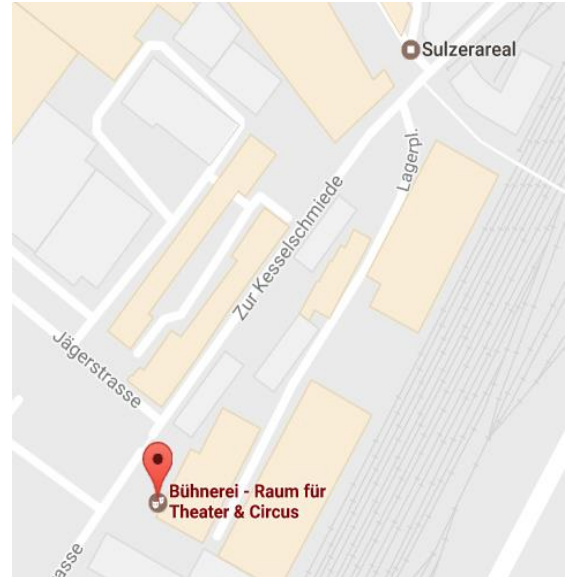 Sulzerareal
Lagerpl.
Zur Kesselschmiede
Jägerstrasse
Bühnerei - Raum für
Theater & Circus
asse